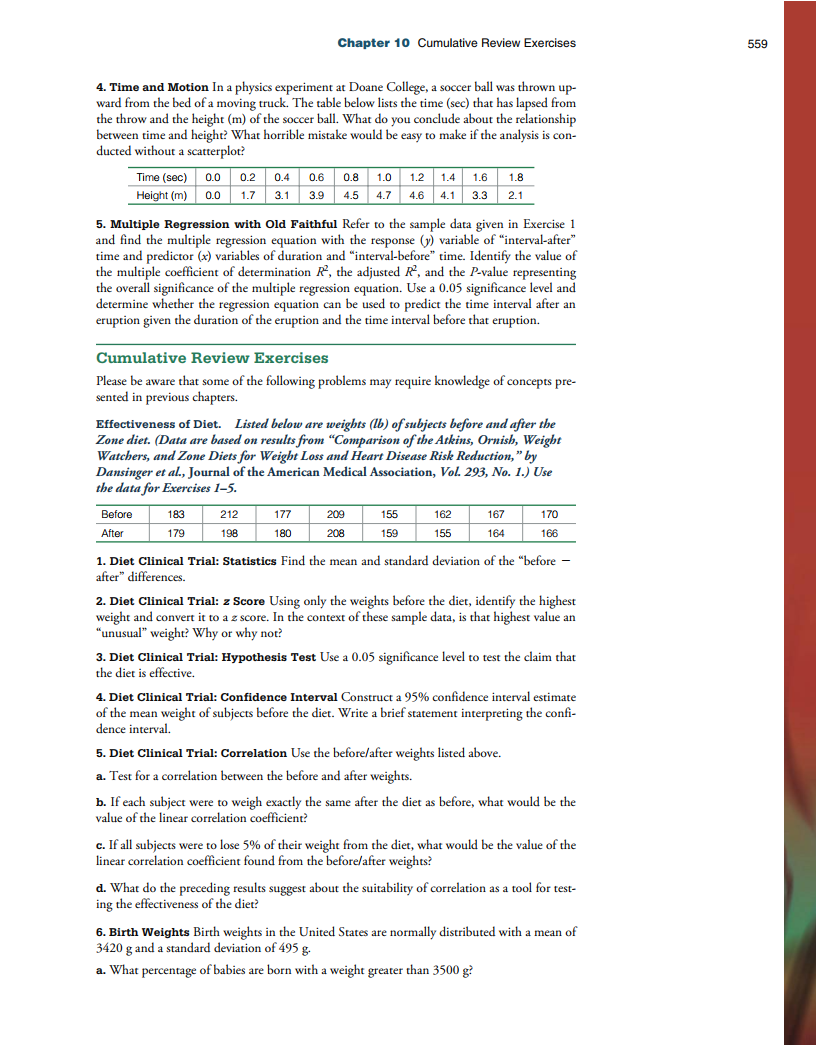 Chapter 10 Cumulative Review Exercises 559
4. Time and Motion In a physics experiment at Doane College, a soccer ball was thrown up-
ward from the bed of a moving truck. The table below lists the time (sec) that has lapsed from
the throw and the height (m) of the soccer ball. What do you conclude about the relationship
between time and height? What horrible mistake would be easy to make if the analysis is con-
ducted without a scatterplot?
Time (sec) 0.0 0.2 0.4 0.6 0.8 1.0 1.2 1.4 1.6 1.8
Height (m) 0.0 1.7 3.1 3.9 4.5 4.7 4.6 4.1 3.3 2.1
5. Multiple Regression with Old Faithful Refer to the sample data given in Exercise 1
and find the multiple regression equation with the response (y) variable of “interval-after”
time and predictor (x) variables of duration and “interval-before” time. Identify the value of
the multiple coefficient of determination R², the adjusted R², and the P-value representing
the overall significance of the multiple regression equation. Use a 0.05 significance level and
determine whether the regression equation can be used to predict the time interval after an
eruption given the duration of the eruption and the time interval before that eruption.
Cumulative Review Exercises
Please be aware that some of the following problems may require knowledge of concepts pre-
sented in previous chapters.
Effectiveness of Diet. Listed below are weights (lb) of subjects before and after the
Zone diet. (Data are based on results from “Comparison of the Atkins, Ornish, Weight
Watchers, and Zone Diets for Weight Loss and Heart Disease Risk Reduction,” by
Dansinger et al., Journal of the American Medical Association, Vol. 293, No. 1.) Use
the data for Exercises 1–5.
Before 183 212 177 209 155 162 167 170
After 179 198 180 208 159 155 164 166
1. Diet Clinical Trial: Statistics Find the mean and standard deviation of the “before −
after” differences.
2. Diet Clinical Trial: z Score Using only the weights before the diet, identify the highest
weight and convert it to a z score. In the context of these sample data, is that highest value an
“unusual” weight? Why or why not?
3. Diet Clinical Trial: Hypothesis Test Use a 0.05 significance level to test the claim that
the diet is effective.
4. Diet Clinical Trial: Confidence Interval Construct a 95% confidence interval estimate
of the mean weight of subjects before the diet. Write a brief statement interpreting the confi-
dence interval.
5. Diet Clinical Trial: Correlation Use the before/after weights listed above.
a. Test for a correlation between the before and after weights.
b. If each subject were to weigh exactly the same after the diet as before, what would be the
value of the linear correlation coefficient?
c. If all subjects were to lose 5% of their weight from the diet, what would be the value of the
linear correlation coefficient found from the before/after weights?
d. What do the preceding results suggest about the suitability of correlation as a tool for test-
ing the effectiveness of the diet?
6. Birth Weights Birth weights in the United States are normally distributed with a mean of
3420 g and a standard deviation of 495 g.
a. What percentage of babies are born with a weight greater than 3500 g?